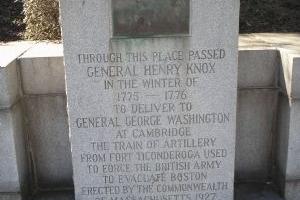 THROUGH THIS PLACE PASSED
GENERAL HENRY KNOX
IN THE WINTER OF
1775 — 1776
TO DELIVER TO
GENERAL GEORGE WASHINGTON
AT CAMBRIDGE
THE TRAIN OF ARTILLERY
FROM FORT TICONDEROGA USED
TO FORCE THE BRITISH ARMY
TO EVACUATE BOSTON
ERECTED BY THE COMMONWEALTH
OF MASSACHUSETTS 1927